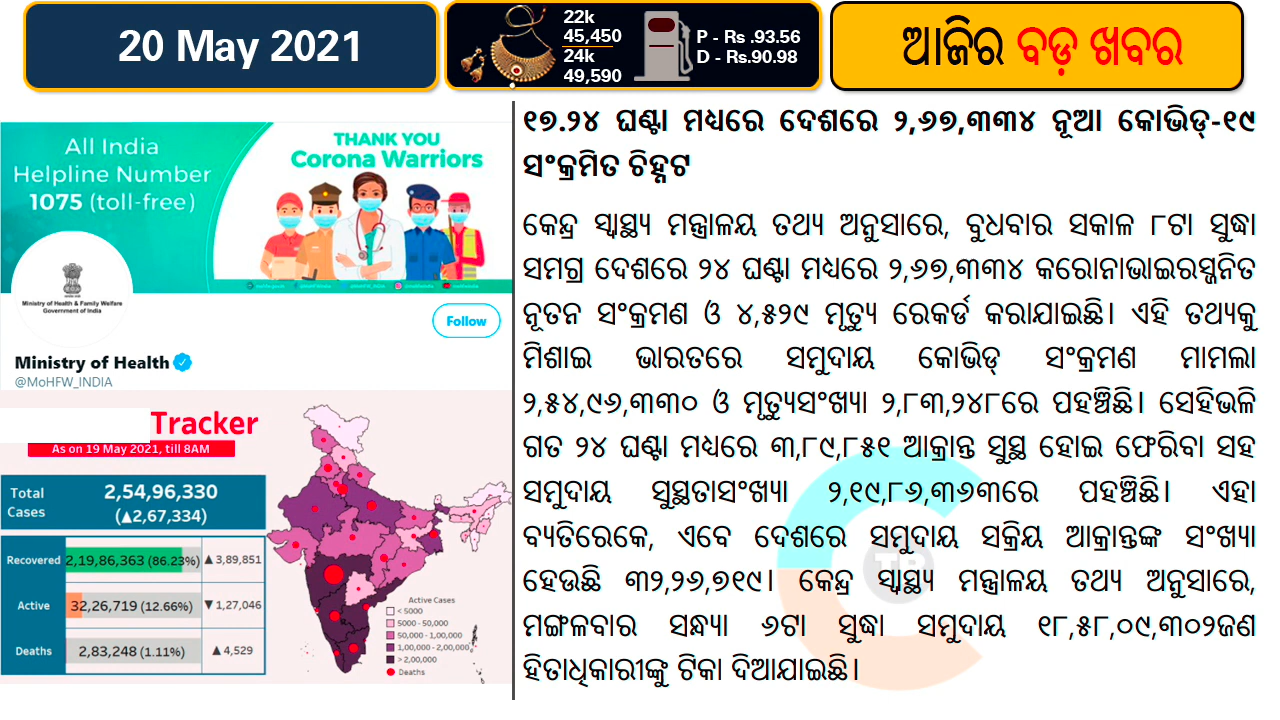 20 May 2021
22k
45,450
24k
49,590
P - Rs .93.56
D - Rs.90.98
ଆଜିର ବଡ଼ ଖବର
All India
Helpline Number
1075 (toll-free)
THANK YOU
Corona Warriors
Ministry of Health & Family Welfare
Government of India
Follow
Ministry of Health
@MoHFW_INDIA
Tracker
As on 19 May 2021, till 8AM
Total
Cases
2,54,96,330
(▲2,67,334)
Recovered 2,19,86,363 (86.23%) ▲ 3,89,851
Active 32,26,719 (12.66%) ▼ 1,27,046
Deaths 2,83,248 (1.11%) ▲ 4,529
Active Cases
< 5000
5000 - 50,000
50,000 - 1,00,000
1,00,000 - 2,00,000
> 2,00,000
Deaths
୧୭.୨୪ ଘଣ୍ଟା ମଧ୍ୟରେ ଦେଶରେ ୨,୬୭,୩୩୪ ନୂଆ କୋଭିଡ୍-୧୯
ସଂକ୍ରମିତ ଚିହ୍ନଟ
କେନ୍ଦ୍ର ସ୍ୱାସ୍ଥ୍ୟ ମନ୍ତ୍ରାଳୟ ତଥ୍ୟ ଅନୁସାରେ, ବୁଧବାର ସକାଳ ୮ଟା ସୁଦ୍ଧା
ସମଗ୍ର ଦେଶରେ ୨୪ ଘଣ୍ଟା ମଧ୍ୟରେ ୨,୬୭,୩୩୪ କରୋନାଭାଇରସ୍ଜନିତ
ନୂତନ ସଂକ୍ରମଣ ଓ ୪,୫୨୯ ମୃତ୍ୟୁ ରେକର୍ଡ କରାଯାଇଛି। ଏହି ତଥ୍ୟକୁ
ମିଶାଇ ଭାରତରେ ସମୁଦାୟ କୋଭିଡ୍ ସଂକ୍ରମଣ ମାମଲା
୨,୫୪,୯୬,୩୩୦ ଓ ମୃତ୍ୟୁସଂଖ୍ୟା ୨,୮୩,୨୪୮ରେ ପହଞ୍ଚିଛି। ସେହିଭଳି
ଗତ ୨୪ ଘଣ୍ଟା ମଧ୍ୟରେ ୩,୮୯,୮୫୧ ଆକ୍ରାନ୍ତ ସୁସ୍ଥ ହୋଇ ଫେରିବା ସହ
ସମୁଦାୟ ସୁସ୍ଥତାସଂଖ୍ୟା ୨,୧୯,୮୬,୩୬୩ରେ ପହଞ୍ଚିଛି। ଏହା
ବ୍ୟତିରେକେ, ଏବେ ଦେଶରେ ସମୁଦାୟ ସକ୍ରିୟ ଆକ୍ରାନ୍ତଙ୍କ ସଂଖ୍ୟା
ହେଉଛି ୩୨,୨୬,୭୧୯। କେନ୍ଦ୍ର ସ୍ୱାସ୍ଥ୍ୟ ମନ୍ତ୍ରାଳୟ ତଥ୍ୟ ଅନୁସାରେ,
ମଙ୍ଗଳବାର ସନ୍ଧ୍ୟା ୭ଟା ସୁଦ୍ଧା ସମୁଦାୟ ୧୮,୫୮,୦୯,୩୦୨ଜଣ
ହିତାଧିକାରୀଙ୍କୁ ଟିକା ଦିଆଯାଇଛି।
TB